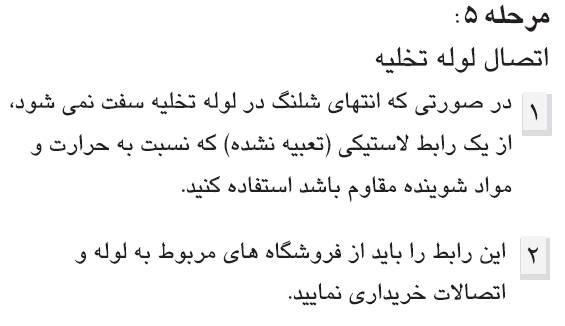 مرحله ۵:
اتصال لوله تخلیه
۱ در صورتی که انتهای شلنگ در لوله تخلیه سفت نمی شود،
از یک رابط لاستیکی (تعبیه نشده) که نسبت به حرارت و
مواد شوینده مقاوم باشد استفاده کنید.
۲ این رابط را باید از فروشگاه های مربوط به لوله و
اتصالات خریداری نمایید.